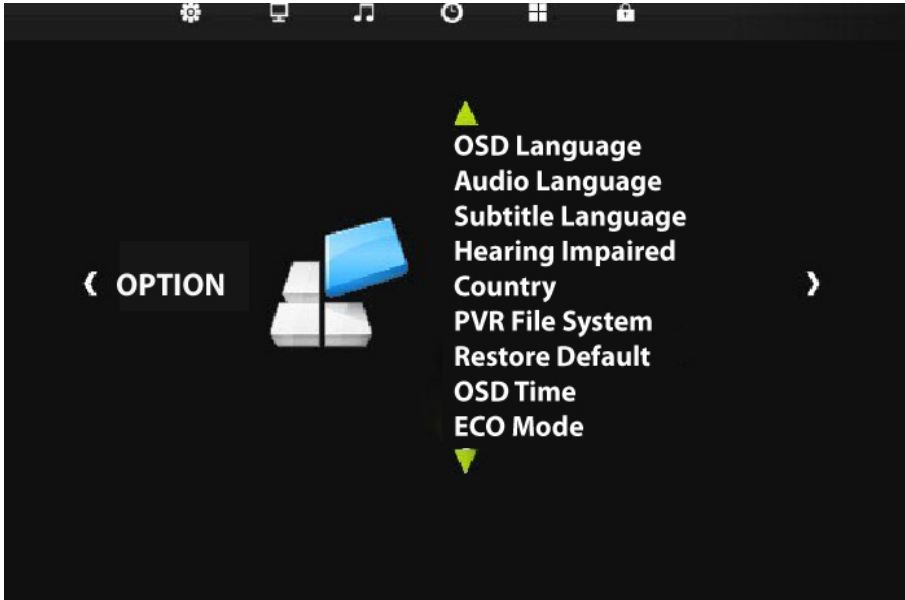 OSD Language
Audio Language
Subtitle Language
Hearing Impaired
OPTION
Country
PVR File System
Restore Default
OSD Time
ECO Mode